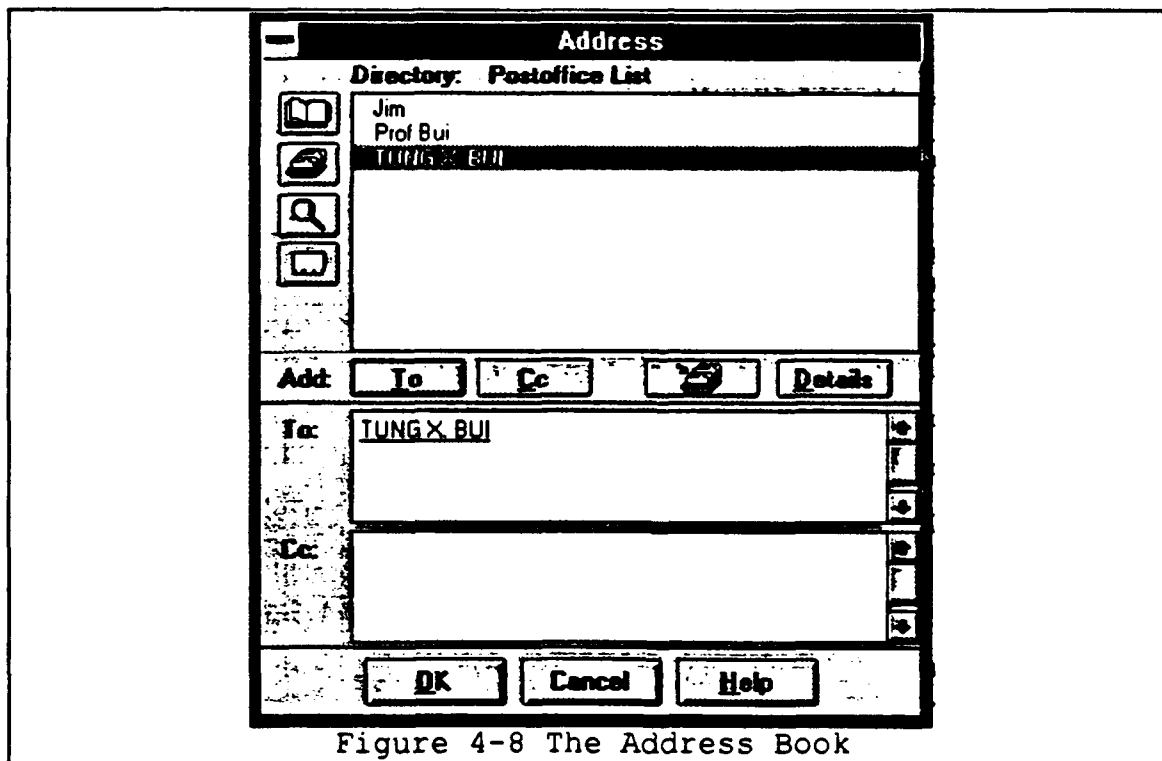 Address
Directory: Postoffice List
Jim
Prof Bui
TUNG X. BUI
Add: To Cc Details
To: TUNG X. BUI
Cc:
OK Cancel Help
Figure 4-8 The Address Book